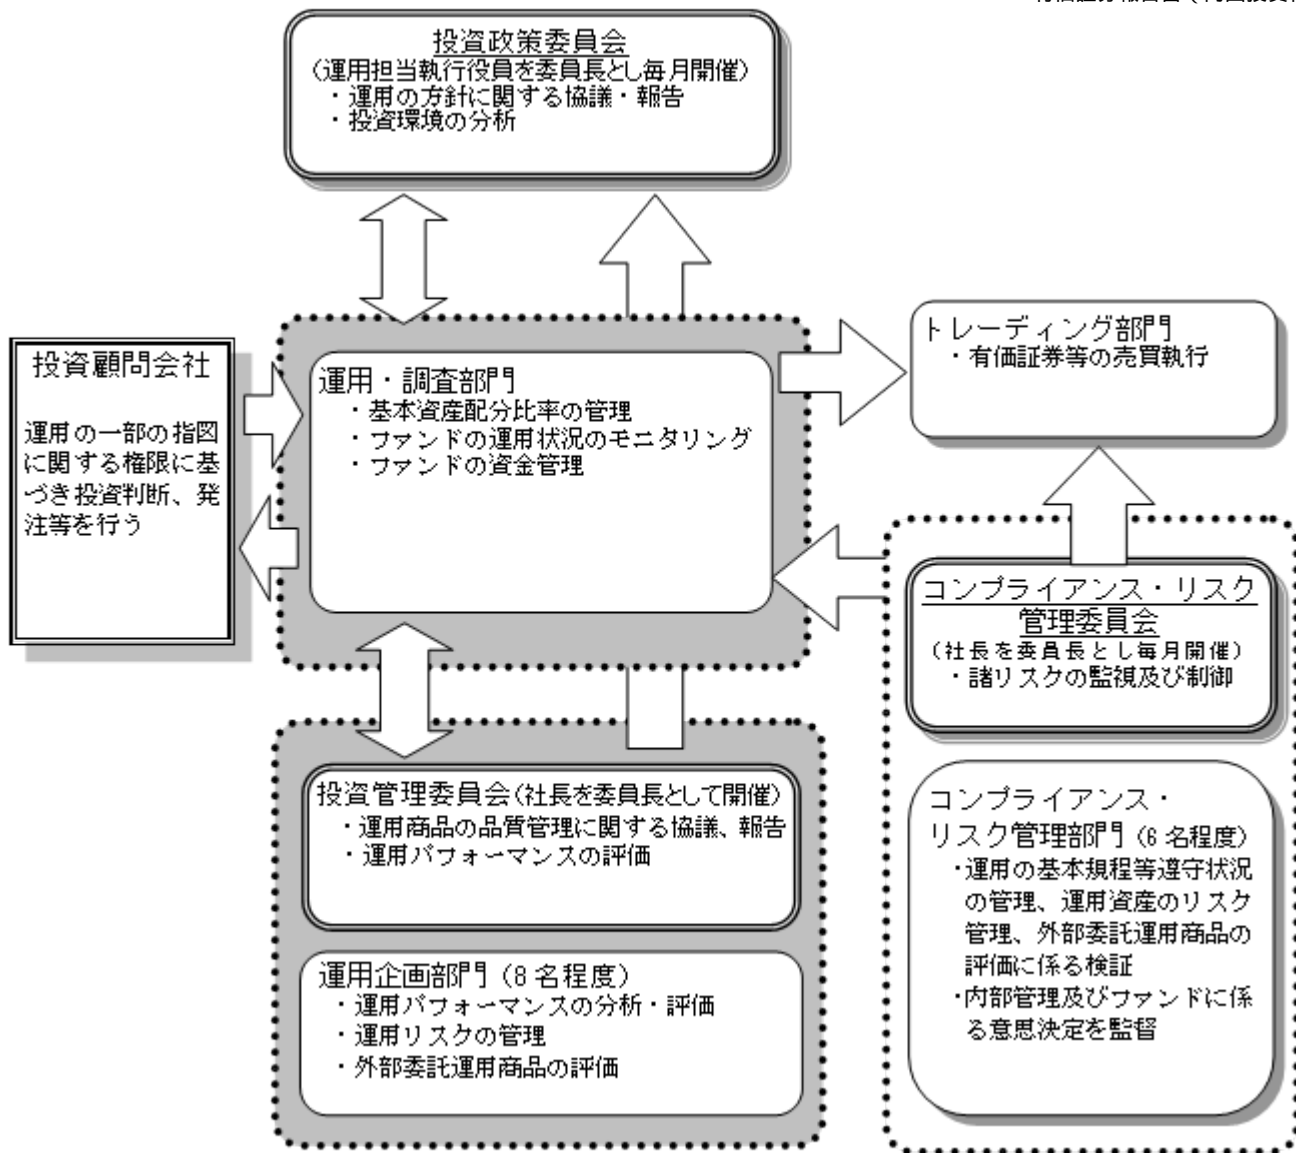 投資政策委員会
(運用担当執行役員を委員長とし毎月開催)
・運用の方針に関する協議・報告
・投資環境の分析
投資顧問会社
運用の一部の指図
に関する権限に基
づき投資判断、発
注等を行う
運用・調査部門
・基本資産配分比率の管理
・ファンドの運用状況のモニタリング
・ファンドの資金管理
トレーディング部門
・有価証券等の売買執行
コンプライアンス・リスク
管理委員会
(社長を委員長とし毎月開催)
・諸リスクの監視及び制御
投資管理委員会(社長を委員長として開催)
・運用商品の品質管理に関する協議、報告
・運用パフォーマンスの評価
運用企画部門(8名程度)
・運用パフォーマンスの分析・評価
・運用リスクの管理
・外部委託運用商品の評価
コンプライアンス・
リスク管理部門(6名程度)
・運用の基本規程等遵守状況
の管理、運用資産のリスク
管理、外部委託運用商品の
評価に係る検証
・内部管理及びファンドに係
る意思決定を監督